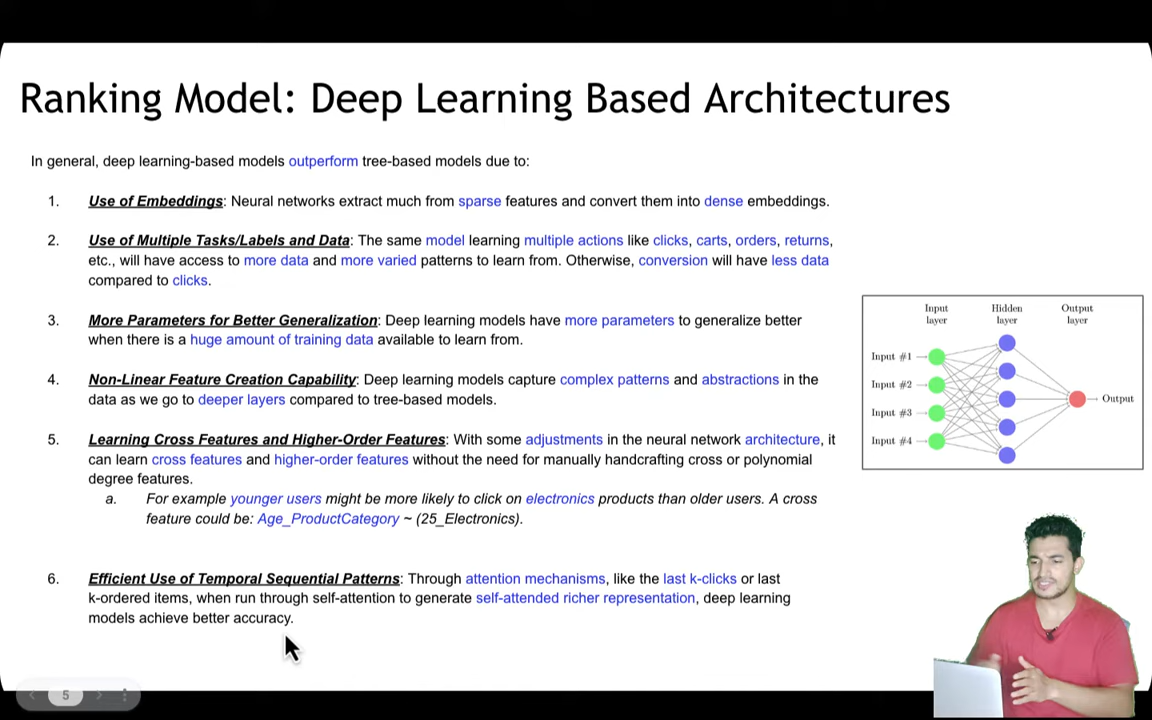 Ranking Model: Deep Learning Based Architectures
In general, deep learning-based models outperform tree-based models due to:
1. Use of Embeddings: Neural networks extract much from sparse features and convert them into dense embeddings.
2. Use of Multiple Tasks/Labels and Data: The same model learning multiple actions like clicks, carts, orders, returns,
etc., will have access to more data and more varied patterns to learn from. Otherwise, conversion will have less data
compared to clicks.
3. More Parameters for Better Generalization: Deep learning models have more parameters to generalize better
when there is a huge amount of training data available to learn from.
4. Non-Linear Feature Creation Capability: Deep learning models capture complex patterns and abstractions in the
data as we go to deeper layers compared to tree-based models.
5. Learning Cross Features and Higher-Order Features: With some adjustments in the neural network architecture, it
can learn cross features and higher-order features without the need for manually handcrafting cross or polynomial
degree features.
a. For example younger users might be more likely to click on electronics products than older users. A cross
feature could be: Age_ProductCategory ~ (25_Electronics).
6. Efficient Use of Temporal Sequential Patterns: Through attention mechanisms, like the last k-clicks or last
k-ordered items, when run through self-attention to generate self-attended richer representation, deep learning
models achieve better accuracy.
Input layer
Hidden layer
Output layer
Input #1
Input #2
Input #3
Input #4
Output
5